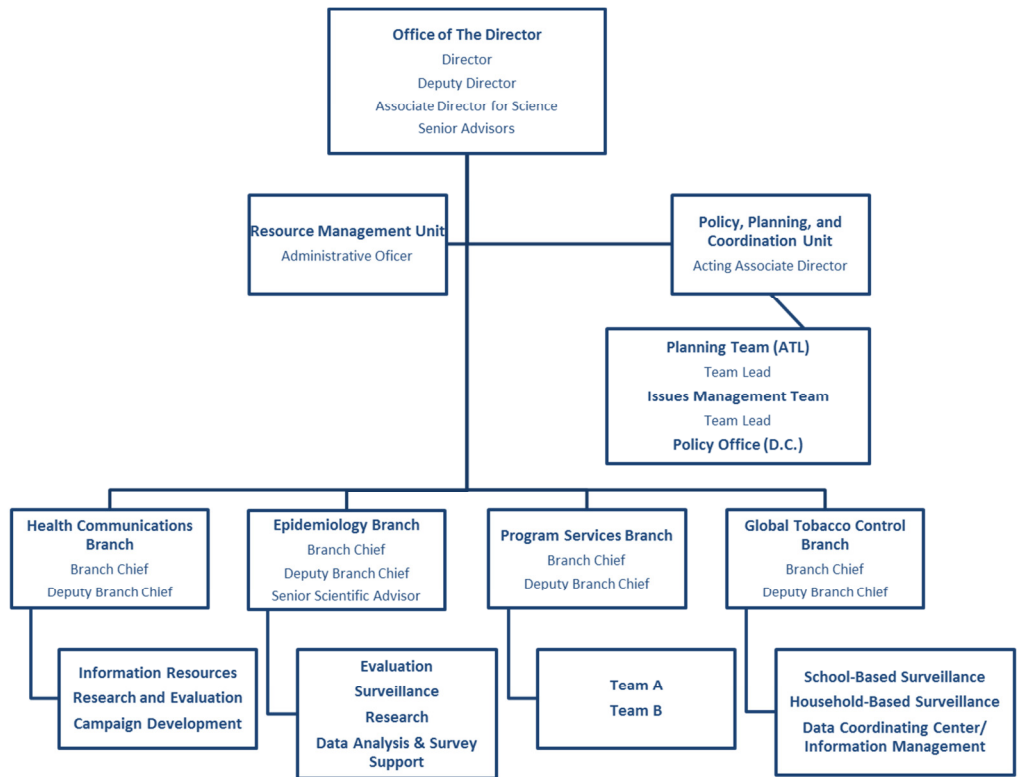 Office of The Director
Director
Deputy Director
Associate Director for Science
Senior Advisors
Resource Management Unit
Administrative Oficer
Policy, Planning, and
Coordination Unit
Acting Associate Director
Planning Team (ATL)
Team Lead
Issues Management Team
Team Lead
Policy Office (D.C.)
Health Communications
Branch
Branch Chief
Deputy Branch Chief
Epidemiology Branch
Branch Chief
Deputy Branch Chief
Senior Scientific Advisor
Program Services Branch
Branch Chief
Deputy Branch Chief
Global Tobacco Control
Branch
Branch Chief
Deputy Branch Chief
Information Resources
Research and Evaluation
Campaign Development
Evaluation
Surveillance
Research
Data Analysis & Survey
Support
Team A
Team B
School-Based Surveillance
Household-Based Surveillance
Data Coordinating Center/
Information Management